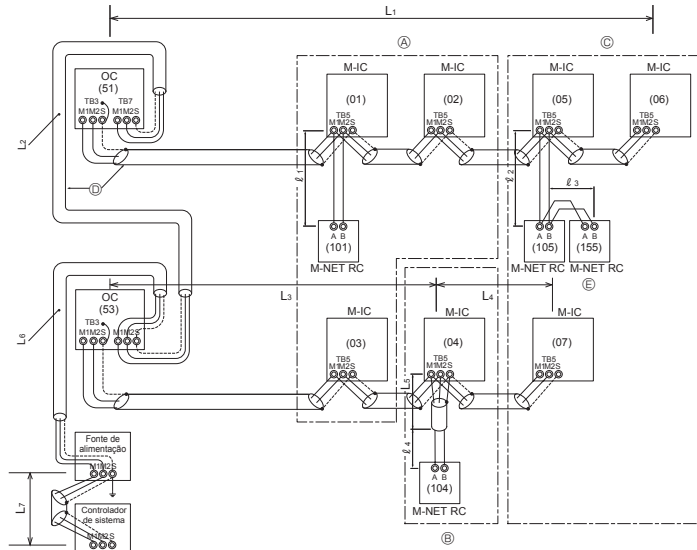 L1
A
C
OC
(51)
TB3 TB7
M1M2S M1M2S
M-IC
(01)
TB5
M1M2S
M-IC
(02)
TB5
M1M2S
M-IC
(05)
TB5
M1M2S
M-IC
(06)
TB5
M1M2S
L2
D
ℓ1
ℓ2
ℓ3
A B
(101)
M-NET RC
A B
(105)
M-NET RC
A B
(155)
M-NET RC
E
L3
L4
OC
(53)
TB3
M1M2S M1M2S
M-IC
(03)
TB5
M1M2S
M-IC
(04)
TB5
M1M2S
M-IC
(07)
TB5
M1M2S
L6
L5
ℓ4
Fonte de
alimentação
M1M2S
A B
(104)
M-NET RC
B
L7
Controlador
de sistema
M1M2S